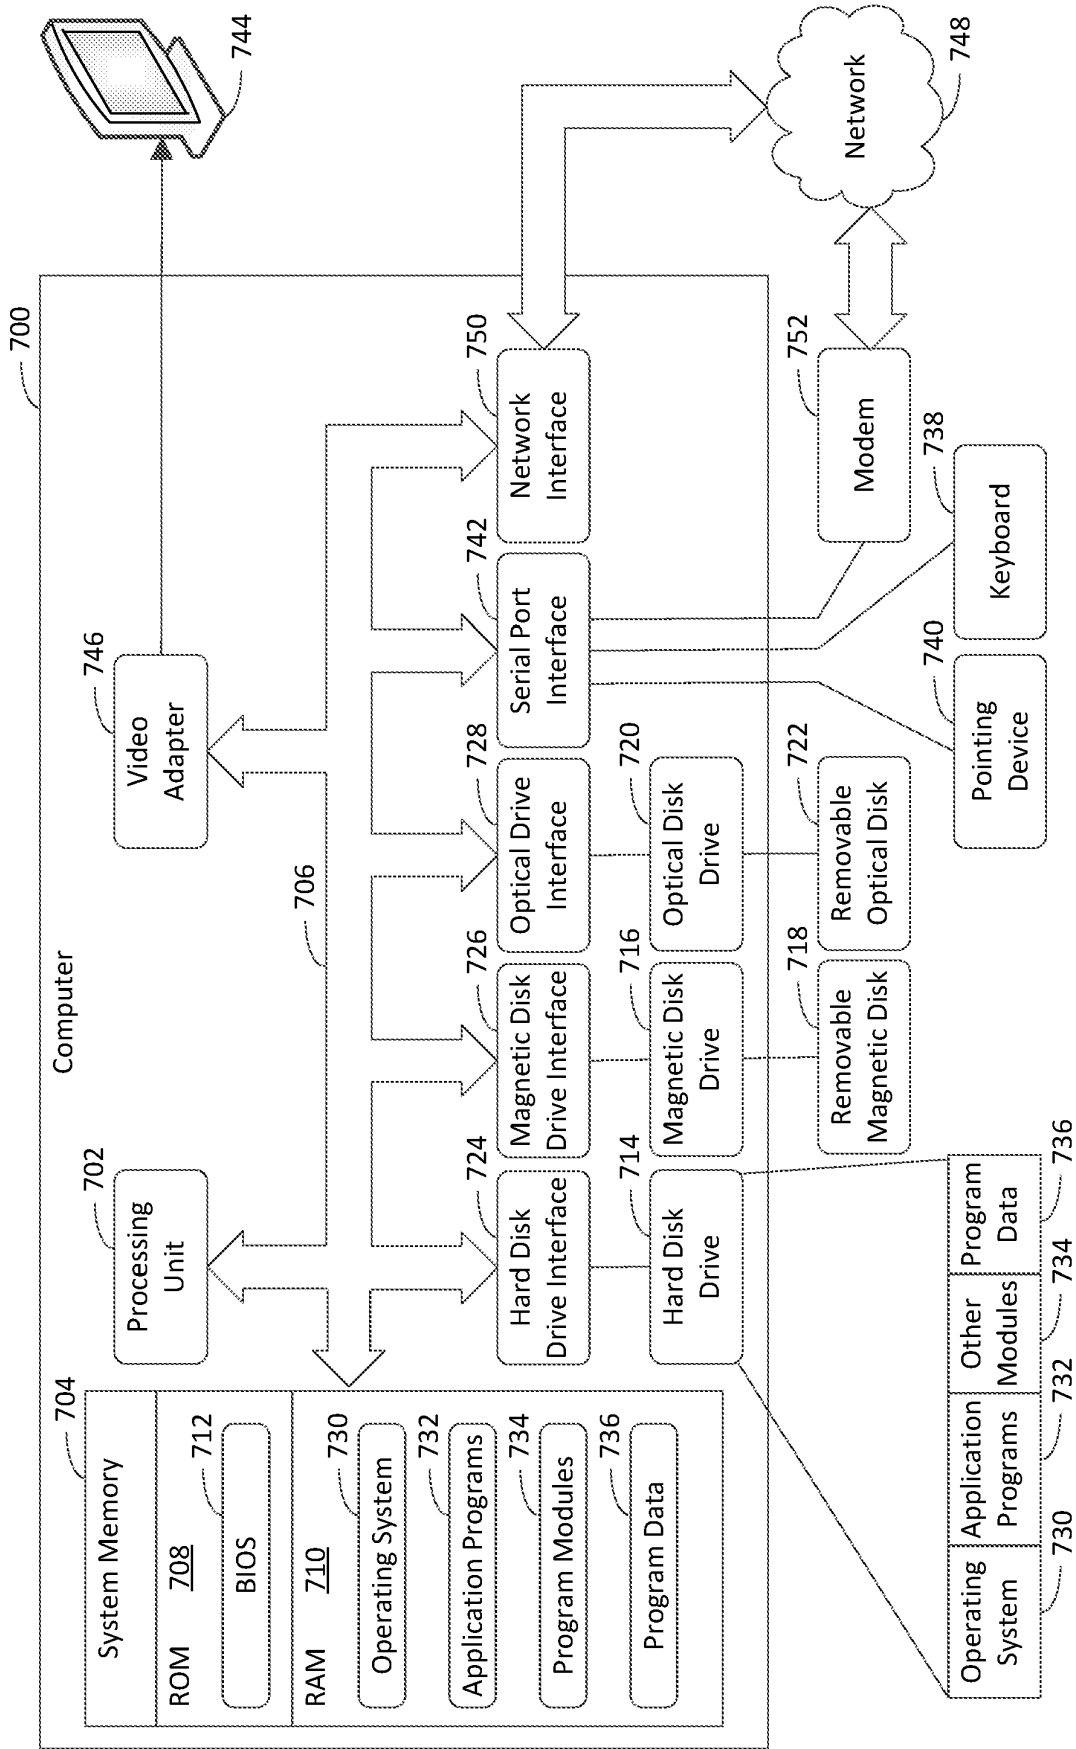 700
Computer
704
System Memory
ROM 708
712
BIOS
RAM 710
730
Operating System
732
Application Programs
734
Program Modules
736
Program Data
702
Processing
Unit
706
746
Video
Adapter
744
724
Hard Disk
Drive Interface
726
Magnetic Disk
Drive Interface
728
Optical Drive
Interface
742
Serial Port
Interface
750
Network
Interface
714
Hard Disk
Drive
716
Magnetic Disk
Drive
720
Optical Disk
Drive
718
Removable
Magnetic Disk
722
Removable
Optical Disk
752
Modem
Network
748
740
Pointing
Device
738
Keyboard
Operating
System
Application
Programs
Other
Modules
Program
Data
730
732
734
736